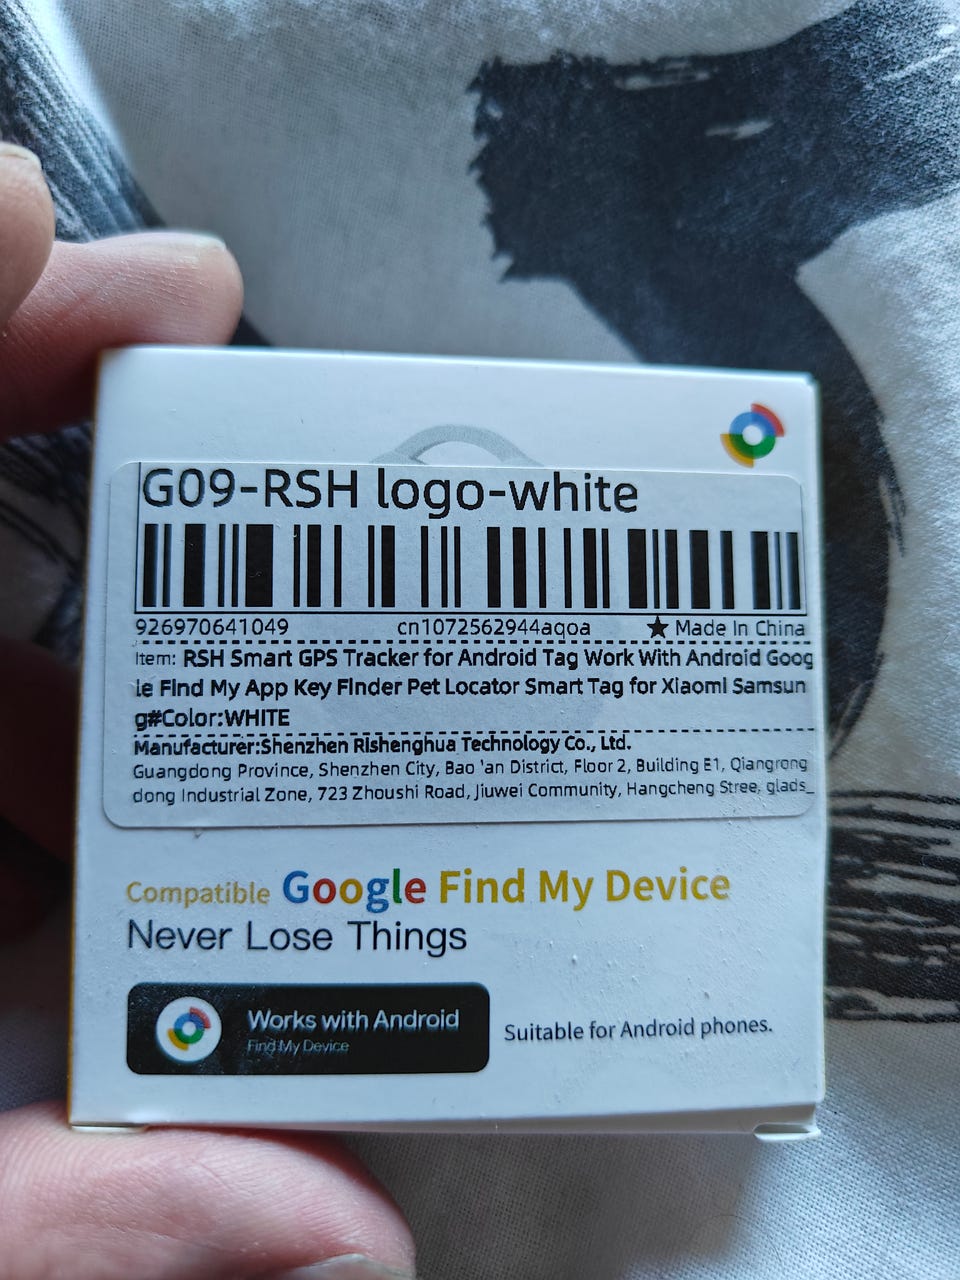 G09-RSH logo-white
926970641049 cn1072562944aqoa ★ Made In China
Item: RSH Smart GPS Tracker for Android Tag Work With Android Goog
le Find My App Key Finder Pet Locator Smart Tag for Xiaomi Samsun
g#Color:WHITE
Manufacturer:Shenzhen Rishenghua Technology Co., Ltd.
Guangdong Province, Shenzhen City, Bao 'an District, Floor 2, Building E1, Qiangrong
dong Industrial Zone, 723 Zhoushi Road, Jiuwei Community, Hangcheng Stree, glads_
Compatible Google Find My Device
Never Lose Things
Works with Android
Find My Device
Suitable for Android phones.